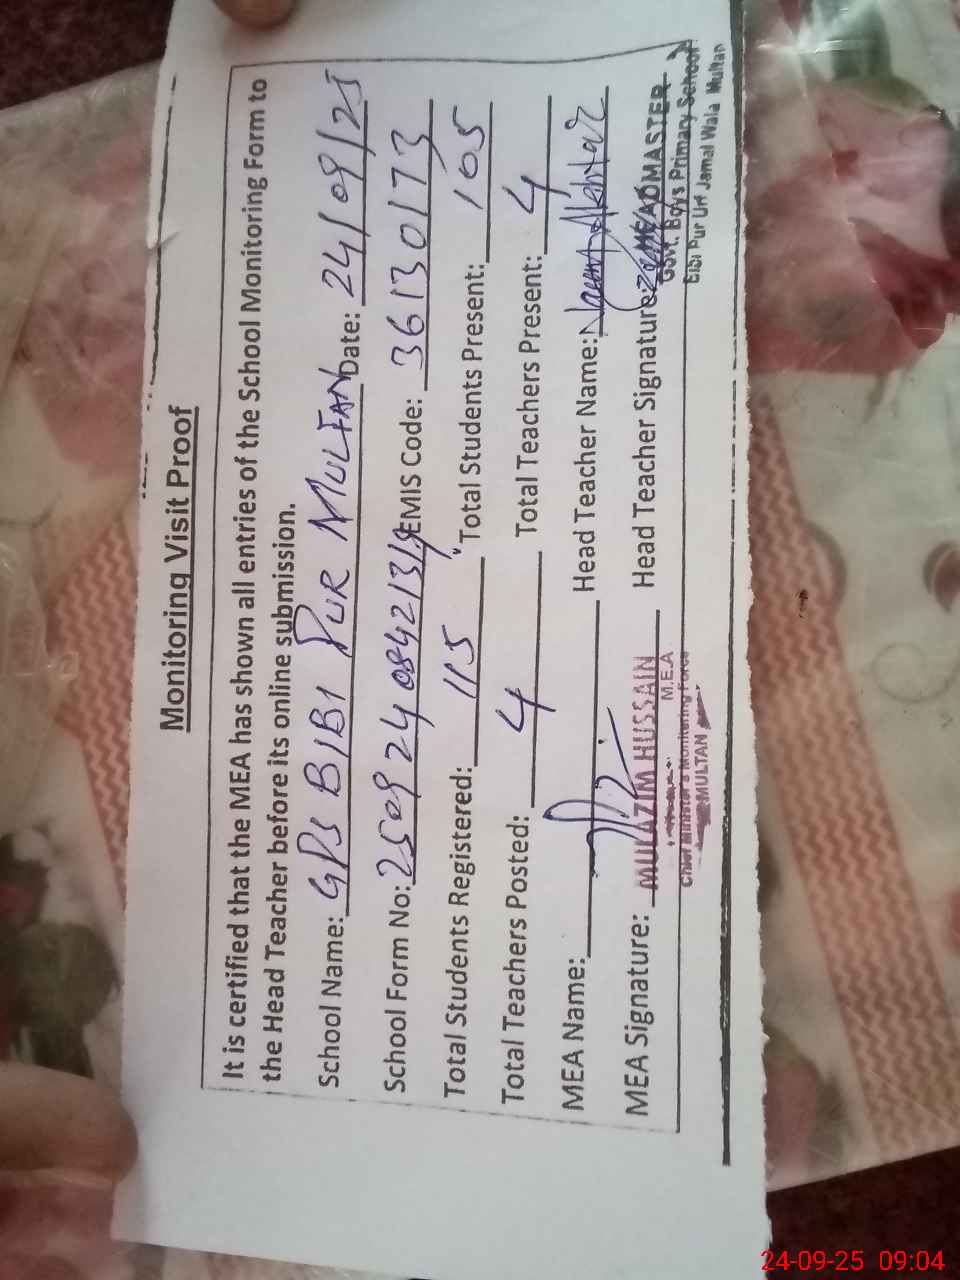 Monitoring Visit Proof
It is certified that the MEA has shown all entries of the School Monitoring Form to
the Head Teacher before its online submission.
School Name: GPS BIBI PUR MULTAN Date: 24/09/25
School Form No: EMIS Code: 36130173
Total Students Registered: 115 Total Students Present: 105
Total Teachers Posted: 4 Total Teachers Present: 4
MEA Name: Head Teacher Name: Akhtar
MEA Signature: Head Teacher Signature:
MULAZIM HUSSAIN
M.E.A
Chief Minister's Monitoring Force
MULTAN
HEADMASTER
Govt. Boys Primary School
Bibi Pur Urf Jamal Wala Multan
24-09-25 09:04